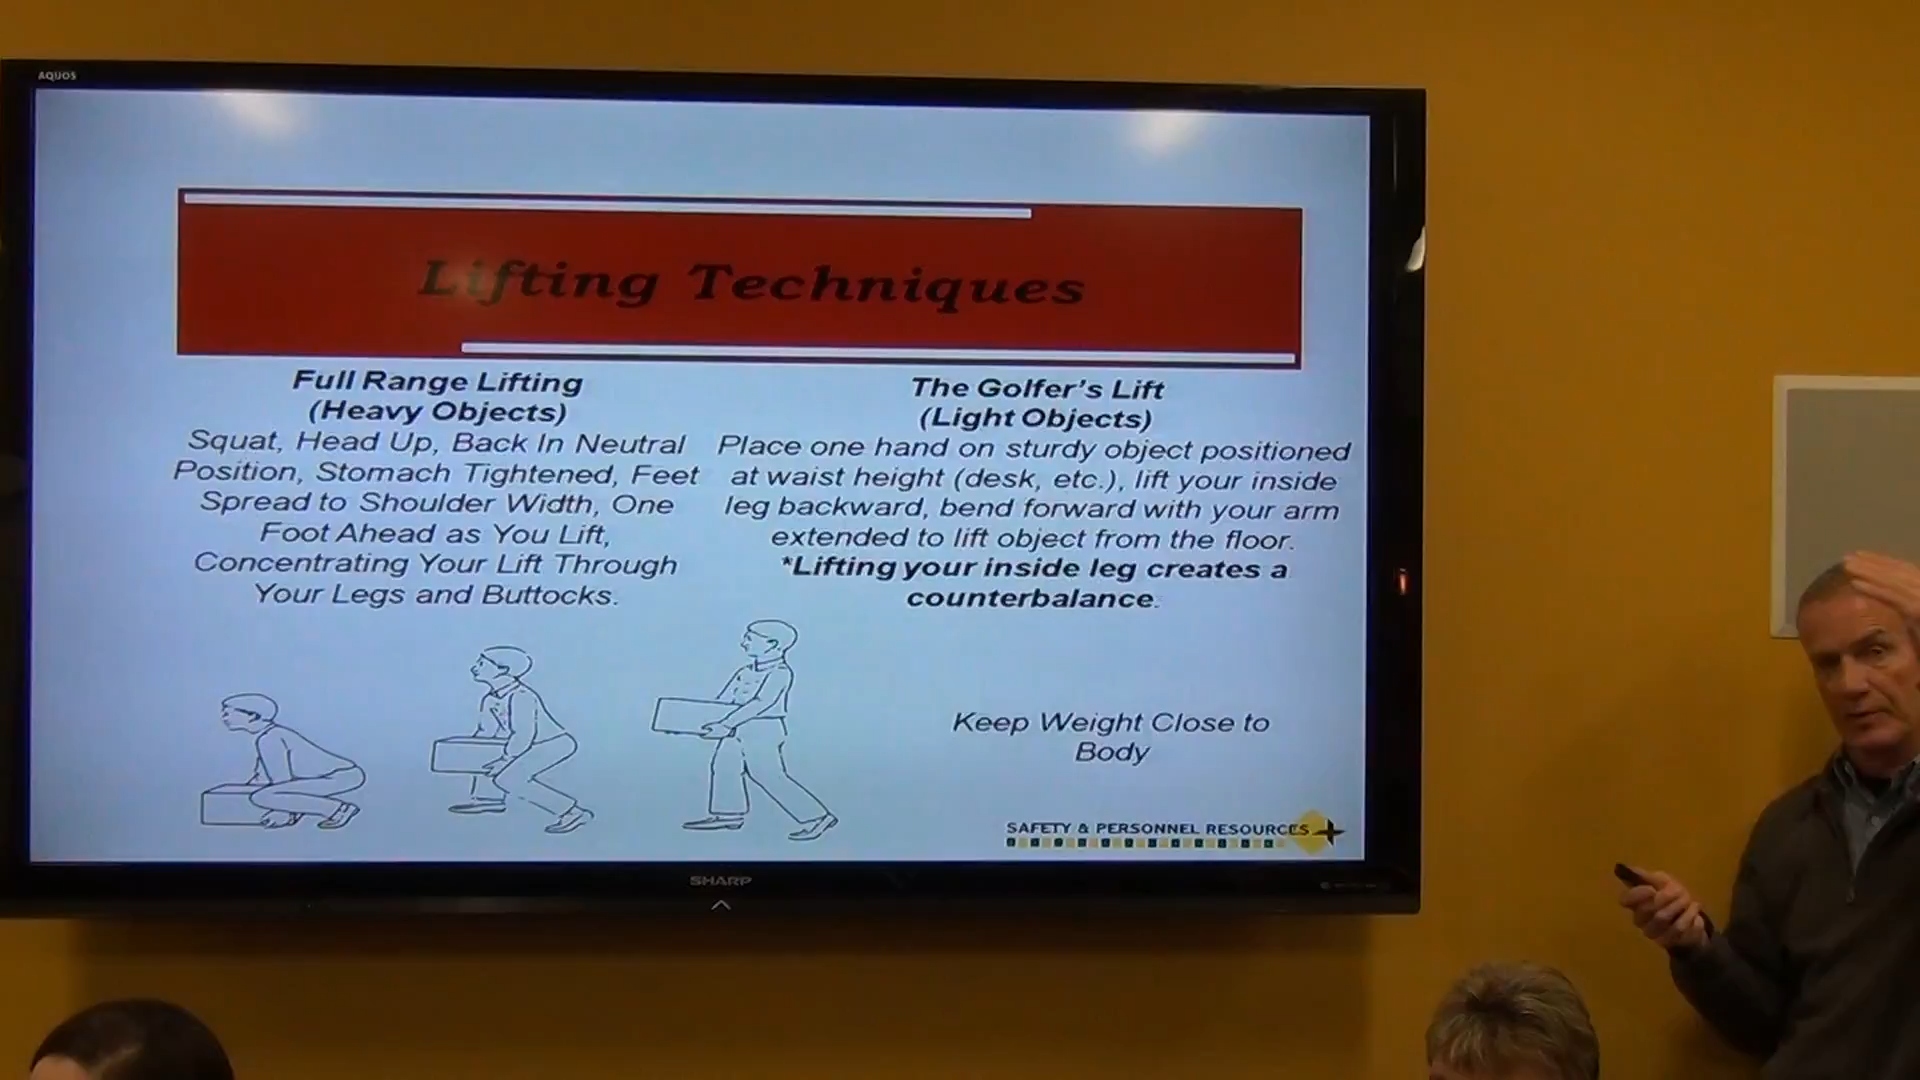 AQUOS
Lifting Techniques
Full Range Lifting
(Heavy Objects)
Squat, Head Up, Back In Neutral
Position, Stomach Tightened, Feet
Spread to Shoulder Width, One
Foot Ahead as You Lift,
Concentrating Your Lift Through
Your Legs and Buttocks.
The Golfer's Lift
(Light Objects)
Place one hand on sturdy object positioned
at waist height (desk, etc.), lift your inside
leg backward, bend forward with your arm
extended to lift object from the floor.
*Lifting your inside leg creates a
counterbalance.
Keep Weight Close to
Body
SAFETY & PERSONNEL RESOURCES
SHARP